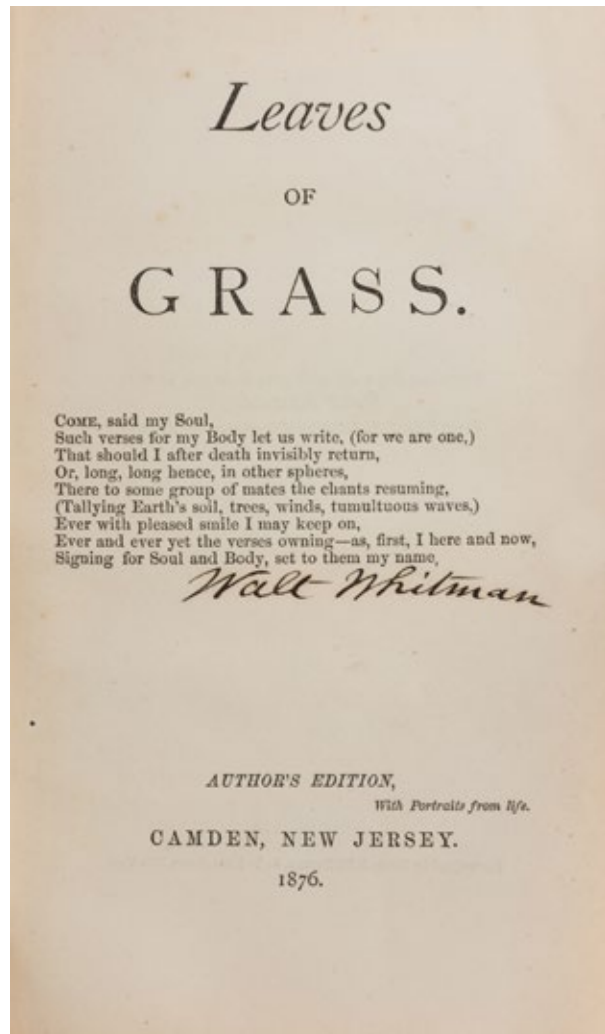 Leaves
OF
GRASS.
COME, said my Soul,
Such verses for my Body let us write, (for we are one,)
That should I after death invisibly return,
Or, long, long hence, in other spheres,
There to some group of mates the chants resuming,
(Tallying Earth's soil, trees, winds, tumultuous waves,)
Ever with pleased smile I may keep on,
Ever and ever yet the verses owning—as, first, I here and now,
Signing for Soul and Body, set to them my name,
Walt Whitman
AUTHOR'S EDITION,
With Portraits from life.
CAMDEN, NEW JERSEY.
1876.